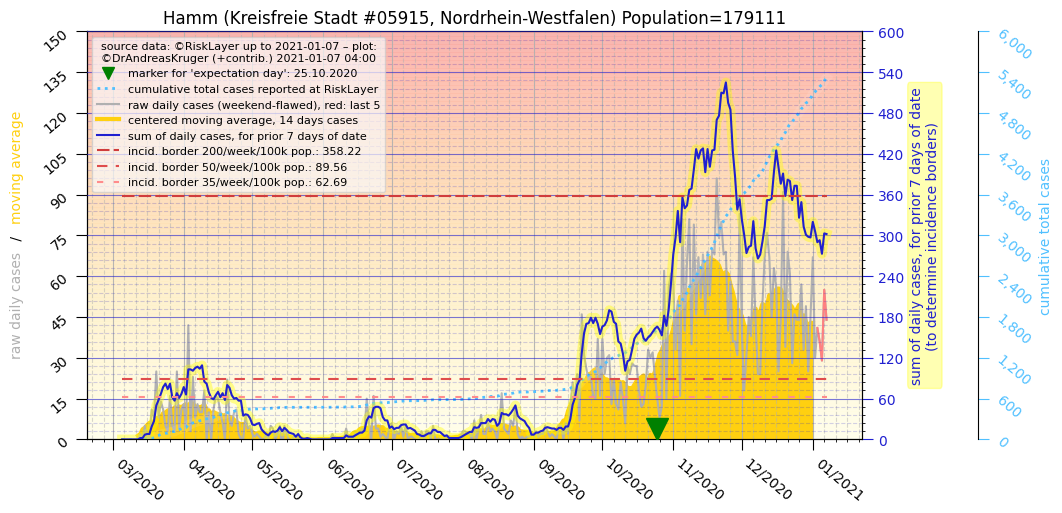 Hamm (Kreisfreie Stadt #05915, Nordrhein-Westfalen) Population=179111
source data: ©RiskLayer up to 2021-01-07 – plot:
©DrAndreasKruger (+contrib.) 2021-01-07 04:00
marker for 'expectation day': 25.10.2020
cumulative total cases reported at RiskLayer
raw daily cases (weekend-flawed), red: last 5
centered moving average, 14 days cases
sum of daily cases, for prior 7 days of date
incid. border 200/week/100k pop.: 358.22
incid. border 50/week/100k pop.: 89.56
incid. border 35/week/100k pop.: 62.69
raw daily cases / moving average
150
135
120
105
90
75
60
45
30
15
0
600
540
480
420
360
300
240
180
120
60
0
sum of daily cases, for prior 7 days of date
(to determine incidence borders)
6,000
5,400
4,800
4,200
3,600
3,000
2,400
1,800
1,200
600
0
cumulative total cases
03/2020
04/2020
05/2020
06/2020
07/2020
08/2020
09/2020
10/2020
11/2020
12/2020
01/2021